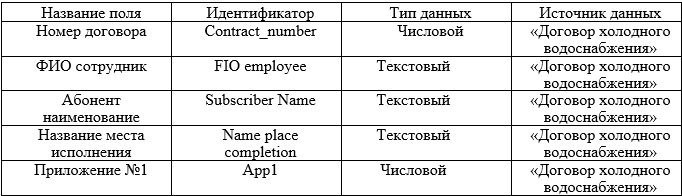 Название поля Идентификатор Тип данных Источник данных
Номер договора Contract_number Числовой «Договор холодного
водоснабжения»
ФИО сотрудник FIO employee Текстовый «Договор холодного
водоснабжения»
Абонент Subscriber Name Текстовый «Договор холодного
наименование водоснабжения»
Название места Name place Текстовый «Договор холодного
исполнения completion водоснабжения»
Приложение №1 App1 Числовой «Договор холодного
водоснабжения»